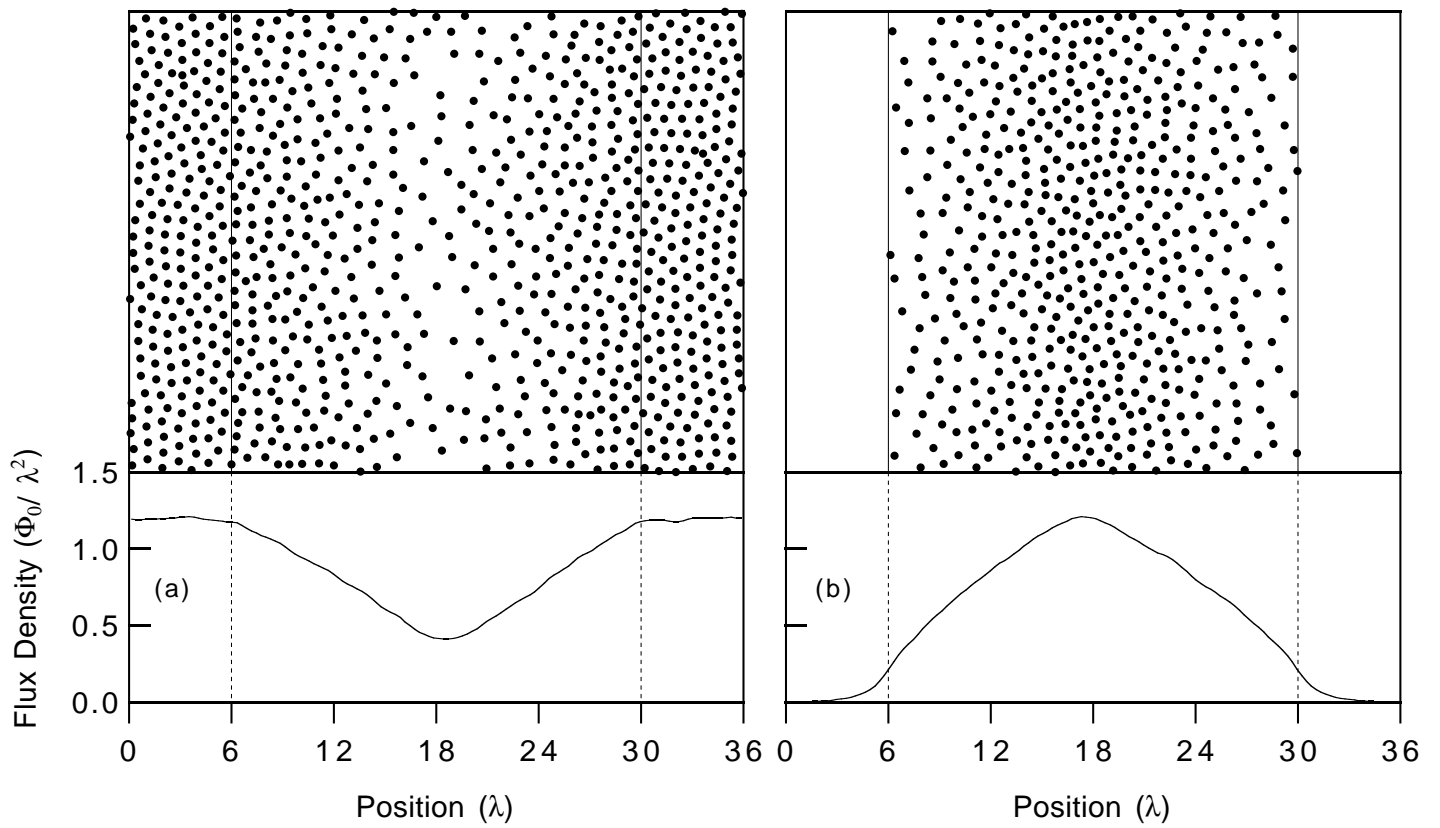 1.5
1.0
0.5
0.0
Flux Density (Φ₀/ λ²)
(a)
(b)
0 6 12 18 24 30 36
0 6 12 18 24 30 36
Position (λ)
Position (λ)